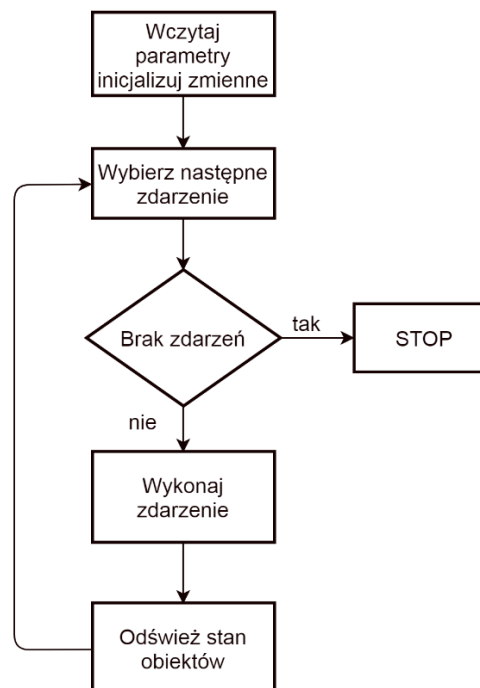 Wczytaj
parametry
inicjalizuj zmienne
Wybierz następne
zdarzenie
Brak zdarzeń
tak
STOP
nie
Wykonaj
zdarzenie
Odśwież stan
obiektów